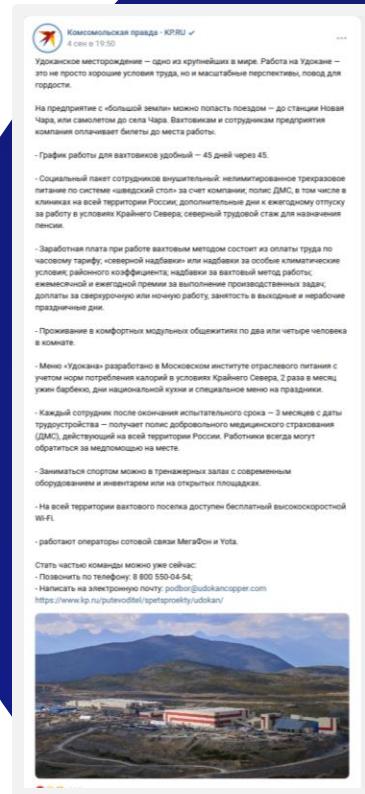 Комсомольская правда - KP.RU
4 сен в 19:50
Удоканское месторождение — одно из крупнейших в мире. Работа на Удокане —
это не просто хорошие условия труда, но и масштабные перспективы, повод для
гордости.
На предприятие с «большой земли» можно попасть поездом — до станции Новая
Чара, или самолетом до села Чара. Вахтовикам и сотрудникам предприятия
компания оплачивает билеты до места работы.
- График работы для вахтовиков удобный — 45 дней через 45.
- Социальный пакет сотрудников внушительный: нелимитированное трехразовое
питание по системе «шведский стол» за счет компании; полис ДМС, в том числе в
клиниках на всей территории России; дополнительные дни к ежегодному отпуску
за работу в условиях Крайнего Севера; северный трудовой стаж для назначения
пенсии.
- Заработная плата при работе вахтовым методом состоит из оплаты труда по
часовому тарифу; «северной надбавки» или надбавки за особые климатические
условия; районного коэффициента; надбавки за вахтовый метод работы;
ежемесячной и ежегодной премии за выполнение производственных задач;
доплаты за сверхурочную или ночную работу, занятость в выходные и нерабочие
праздничные дни.
- Проживание в комфортных модульных общежитиях по два или четыре человека
в комнате.
- Меню «Удокана» разработано в Московском институте отраслевого питания с
учетом норм потребления калорий в условиях Крайнего Севера, 2 раза в месяц
ужин барбекю, дни национальной кухни и специальное меню на праздники.
- Каждый сотрудник после окончания испытательного срока — 3 месяцев с даты
трудоустройства — получает полис добровольного медицинского страхования
(ДМС), действующий на всей территории России. Работники всегда могут
обратиться за медпомощью на месте.
- Заниматься спортом можно в тренажерных залах с современным
оборудованием и инвентарем или на открытых площадках.
- На всей территории вахтового поселка доступен бесплатный высокоскоростной
Wi-Fi.
- работают операторы сотовой связи МегаФон и Yota.
Стать частью команды можно уже сейчас:
- Позвонить по телефону: 8 800 550-04-54;
- Написать на электронную почту: podbor@udokancopper.com
https://www.kp.ru/putevoditel/spetsproekty/udokan/